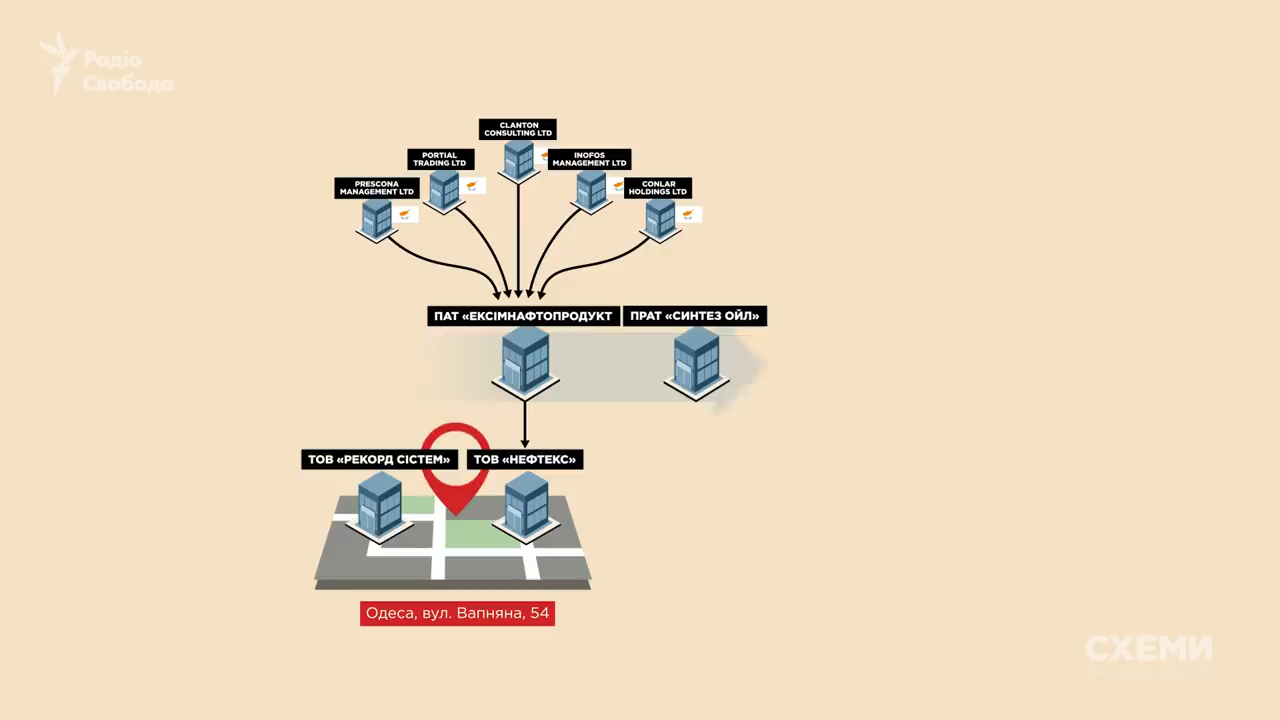 Радіо
Свобода
CLANTON
CONSULTING LTD
PORTIAL
TRADING LTD
INOFOS
MANAGEMENT LTD
PRESCONA
MANAGEMENT LTD
CONLAR
HOLDINGS LTD
ПАТ «ЕКСІМНАФТОПРОДУКТ
ПРАТ «СИНТЕЗ ОЙЛ»
ТОВ «РЕКОРД СІСТЕМ»
ТОВ «НЕФТЕКС»
Одеса, вул. Вапняна, 54
СХЕМИ